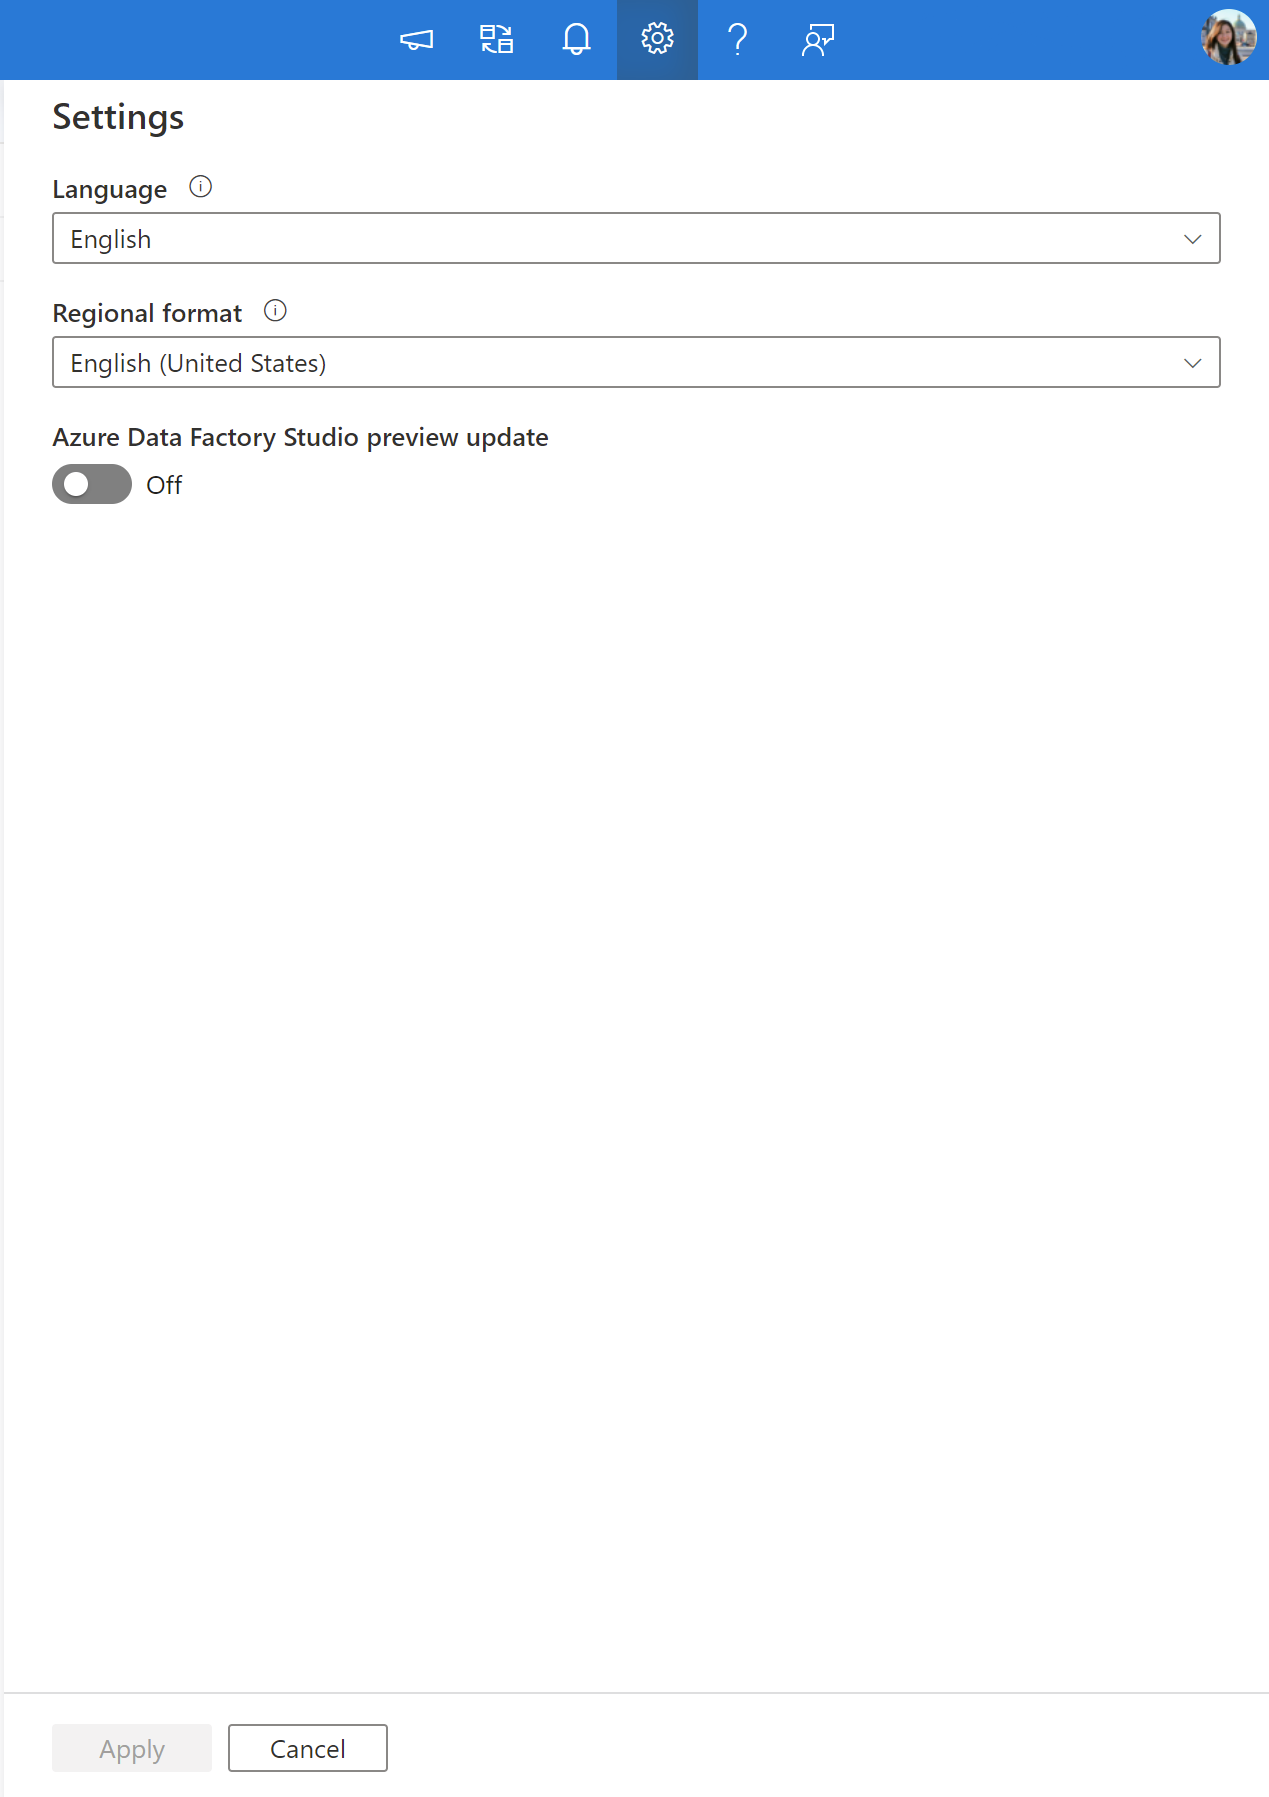 Settings
Language
English
Regional format
English (United States)
Azure Data Factory Studio preview update
Off
Apply
Cancel